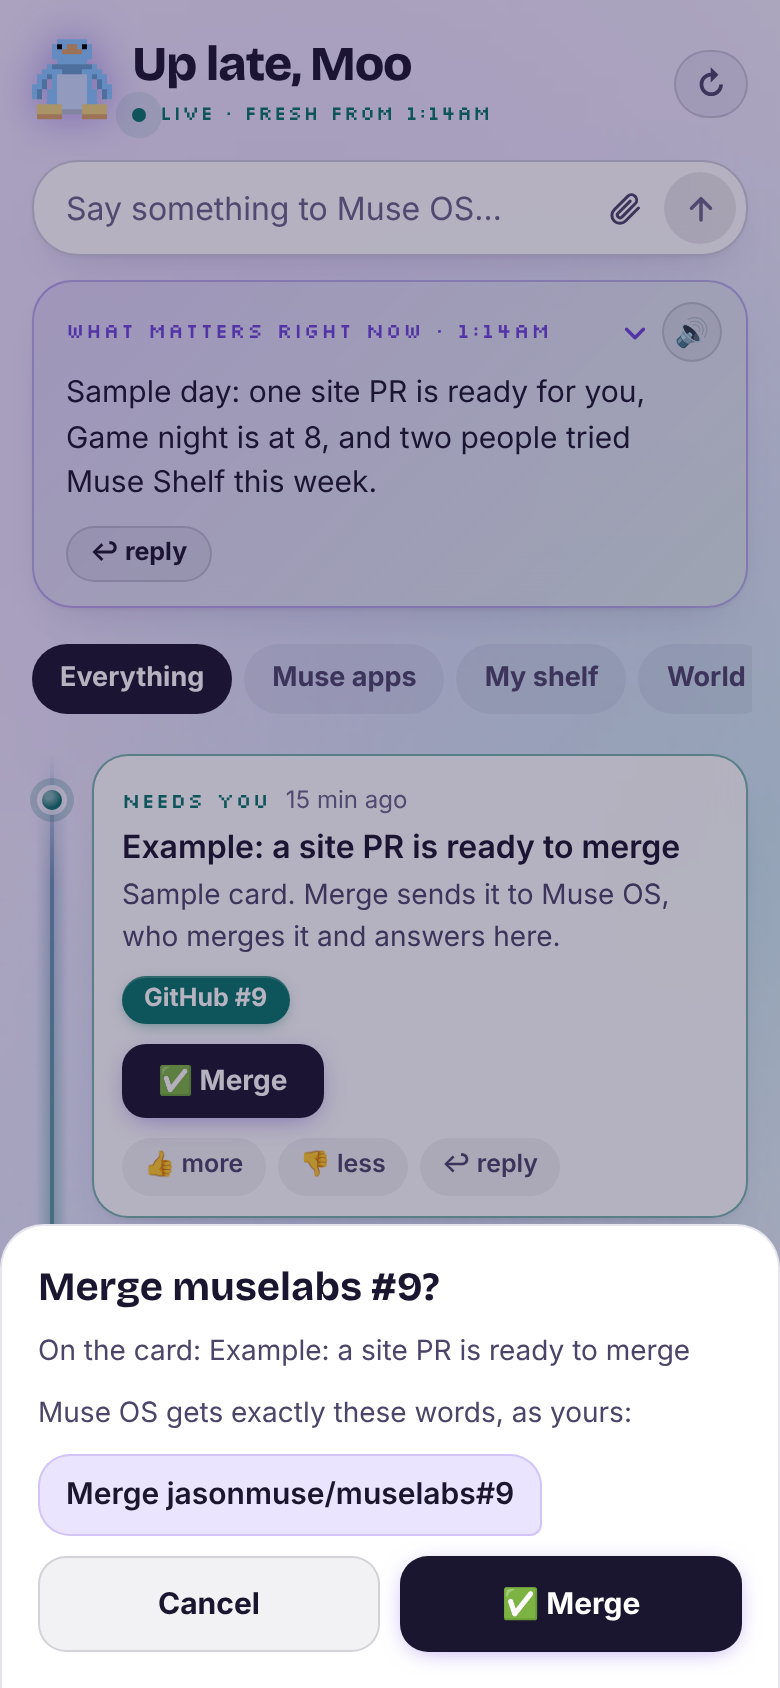 Up late, Moo
LIVE · FRESH FROM 1:14AM
Say something to Muse OS...
WHAT MATTERS RIGHT NOW · 1:14AM
Sample day: one site PR is ready for you,
Game night is at 8, and two people tried
Muse Shelf this week.
↩ reply
Everything Muse apps My shelf World
NEEDS YOU 15 min ago
Example: a site PR is ready to merge
Sample card. Merge sends it to Muse OS,
who merges it and answers here.
GitHub #9
✅ Merge
👍 more 👎 less ↩ reply
Merge muselabs #9?
On the card: Example: a site PR is ready to merge
Muse OS gets exactly these words, as yours:
Merge jasonmuse/muselabs#9
Cancel ✅ Merge